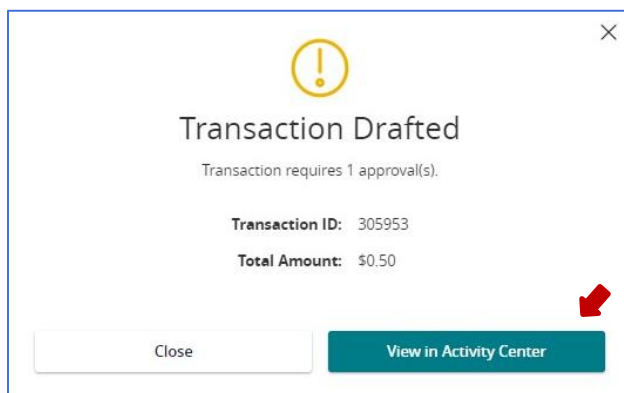 Transaction Drafted
Transaction requires 1 approval(s).
Transaction ID: 305953
Total Amount: $0.50
Close
View in Activity Center